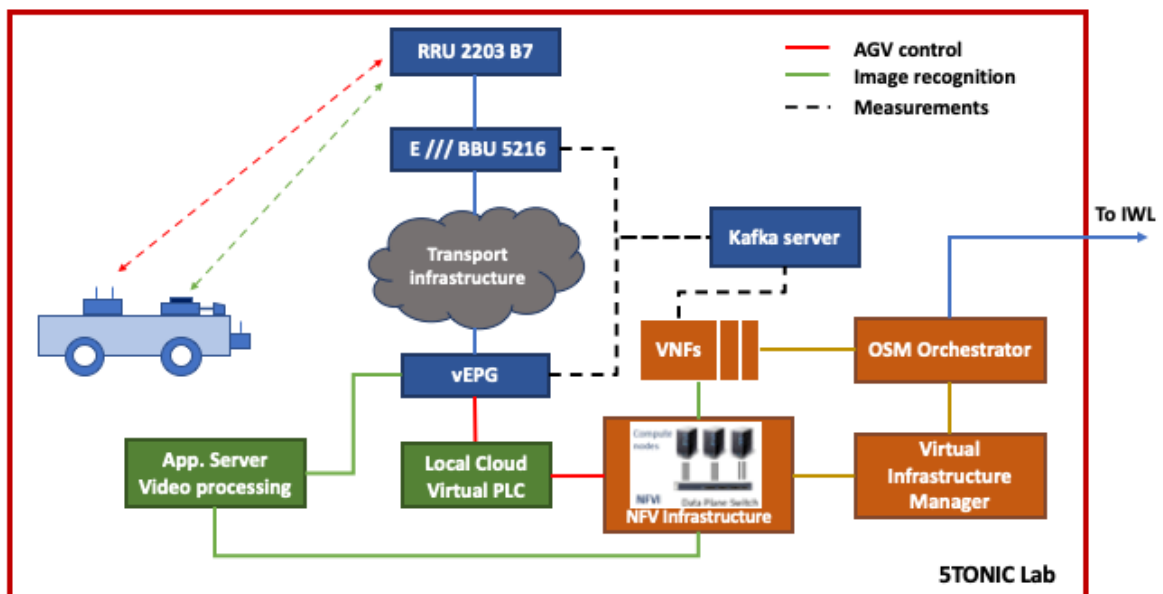 RRU 2203 B7
AGV control
Image recognition
Measurements
E /// BBU 5216
To IWL
Kafka server
Transport
infrastructure
VNFs
OSM Orchestrator
vEPG
Compute
nodes
App. Server
Video processing
Local Cloud
Virtual PLC
Virtual
Infrastructure
Manager
NFVI
Data Plane Switch
NFV Infrastructure
5TONIC Lab